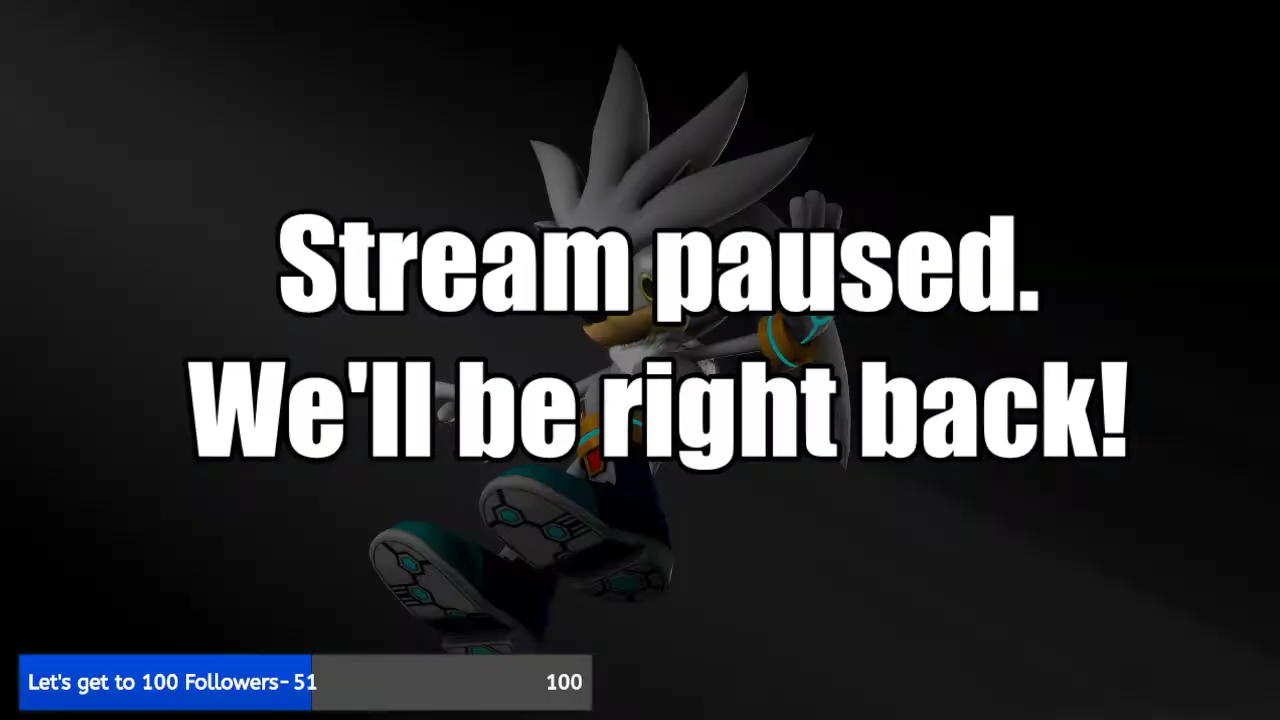 Stream paused.
We'll be right back!
Let's get to 100 Followers- 51 100